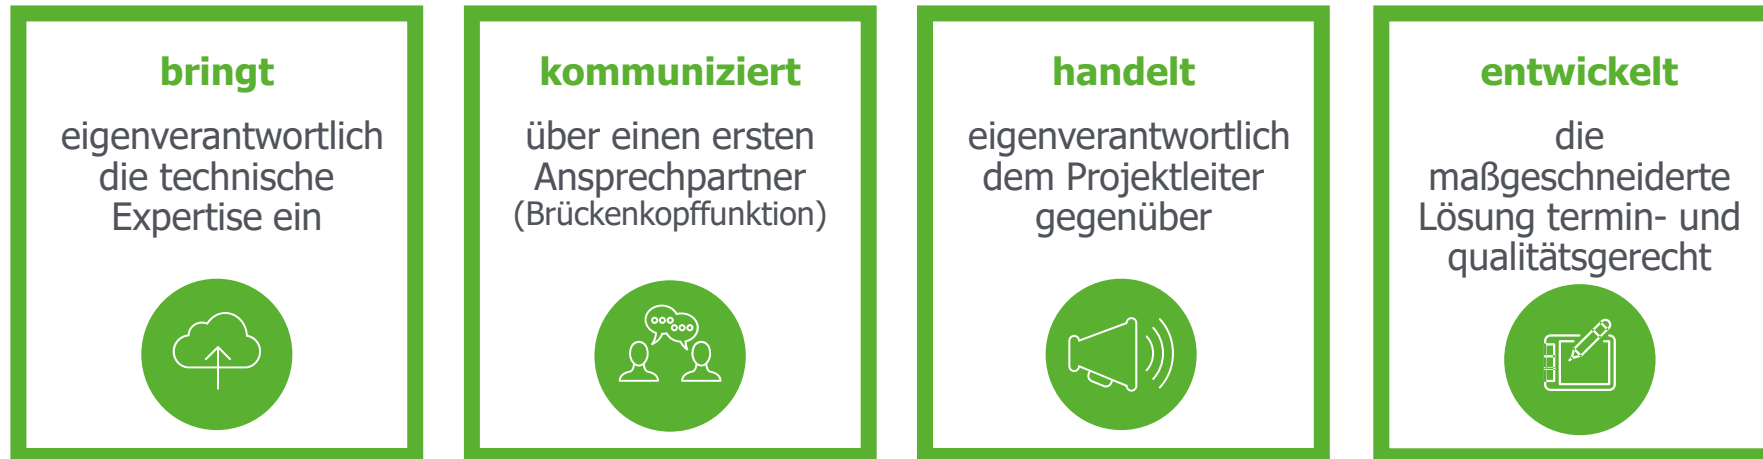 bringt
eigenverantwortlich
die technische
Expertise ein
kommuniziert
über einen ersten
Ansprechpartner
(Brückenkopffunktion)
handelt
eigenverantwortlich
dem Projektleiter
gegenüber
entwickelt
die
maßgeschneiderte
Lösung termin- und
qualitätsgerecht